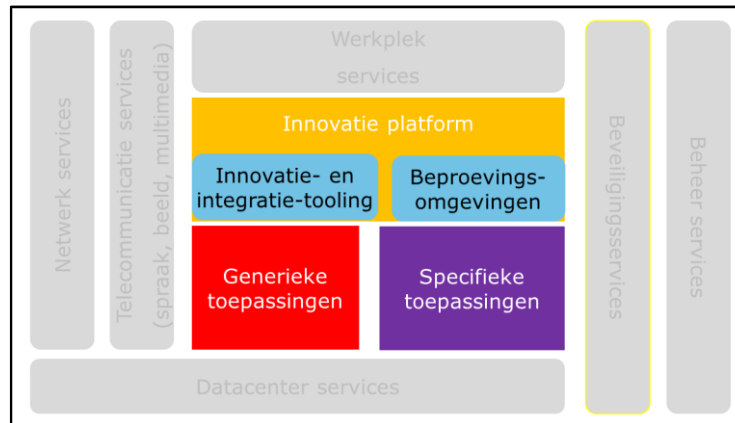 Netwerk services
Telecommunicatie services
(spraak, beeld, multimedia)
Werkplek
services
Innovatie platform
Innovatie- en
integratie-tooling
Beproevings-
omgevingen
Generieke
toepassingen
Specifieke
toepassingen
Beveiligingsservices
Beheer services
Datacenter services